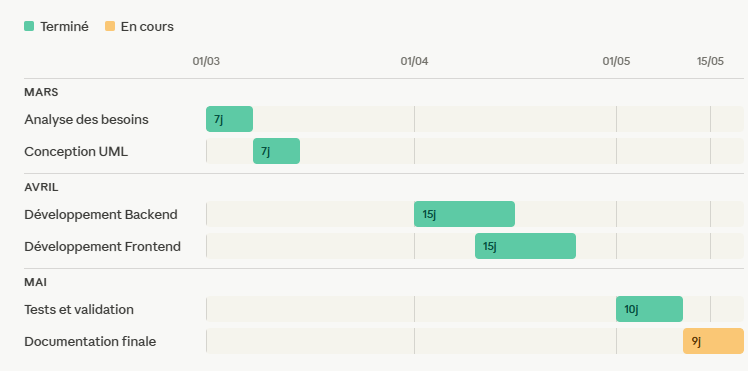 Terminé En cours
01/03 01/04 01/05 15/05
MARS
Analyse des besoins 7j
Conception UML 7j
AVRIL
Développement Backend 15j
Développement Frontend 15j
MAI
Tests et validation 10j
Documentation finale 9j